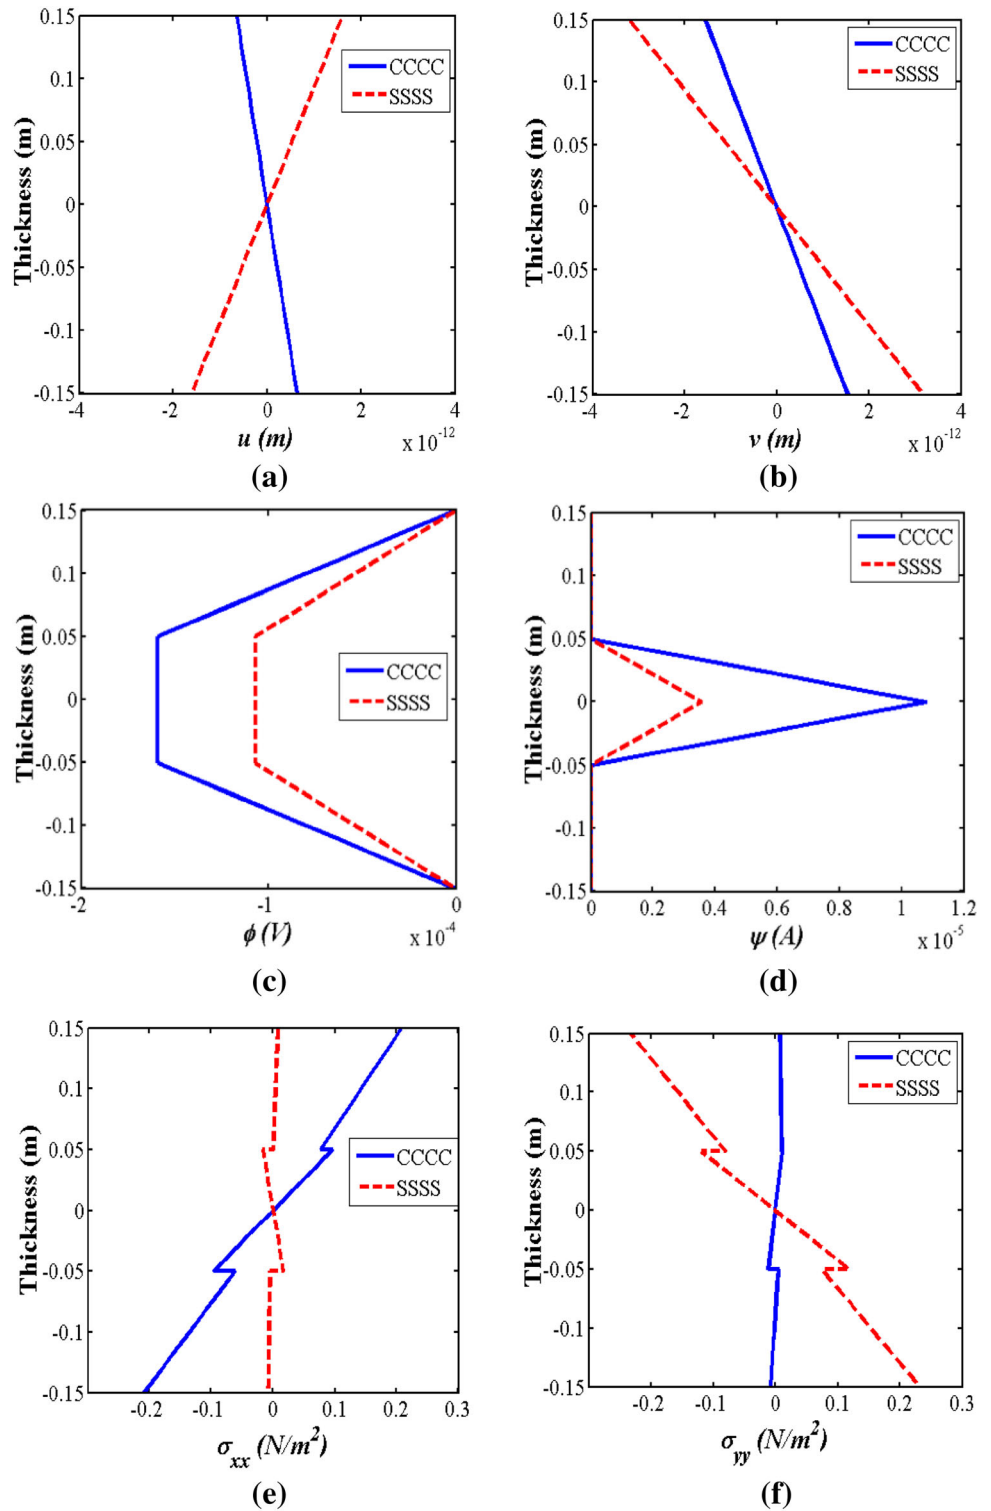 0.15
0.1
0.05
0
-0.05
-0.1
-0.15
Thickness (m)
CCCC
SSSS
-4 -2 0 2 4
u (m) x 10^-12
(a)
0.15
0.1
0.05
0
-0.05
-0.1
-0.15
Thickness (m)
CCCC
SSSS
-4 -2 0 2 4
v (m) x 10^-12
(b)
0.15
0.1
0.05
0
-0.05
-0.1
-0.15
Thickness (m)
CCCC
SSSS
-2 -1 0
ϕ (V) x 10^-4
(c)
0.15
0.1
0.05
0
-0.05
-0.1
-0.15
Thickness (m)
CCCC
SSSS
0 0.2 0.4 0.6 0.8 1 1.2
ψ (A) x 10^-5
(d)
0.15
0.1
0.05
0
-0.05
-0.1
-0.15
Thickness (m)
CCCC
SSSS
-0.2 -0.1 0 0.1 0.2 0.3
σxx (N/m²)
(e)
0.15
0.1
0.05
0
-0.05
-0.1
-0.15
Thickness (m)
CCCC
SSSS
-0.2 -0.1 0 0.1 0.2 0.3
σyy (N/m²)
(f)